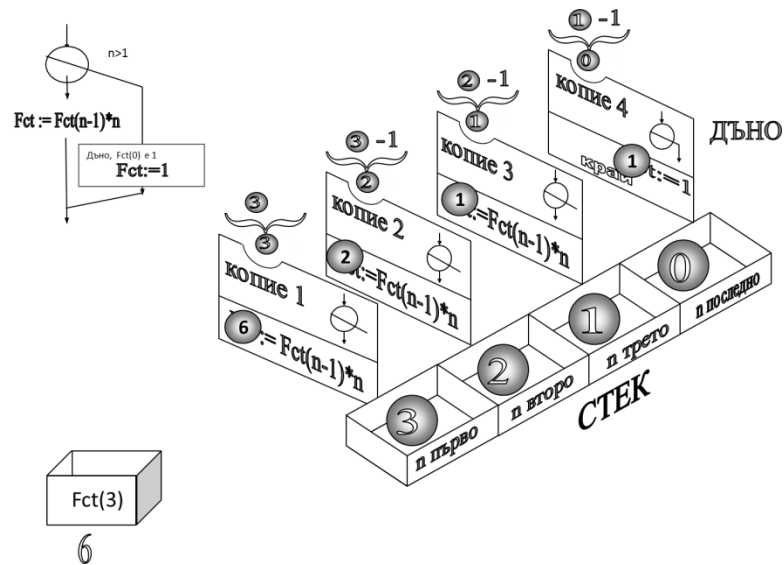 n>1
Fct := Fct(n-1)*n
Дъно, Fct(0) е 1
Fct:=1
1 -1
0
копие 4
край
1 t:=1
ДЪНО
2 -1
1
копие 3
1 t:=Fct(n-1)*n
3 -1
2
копие 2
2 t:=Fct(n-1)*n
3
3
копие 1
6 := Fct(n-1)*n
0
n последно
1
n трето
2
n второ
3
n първо
СТЕК
Fct(3)
6